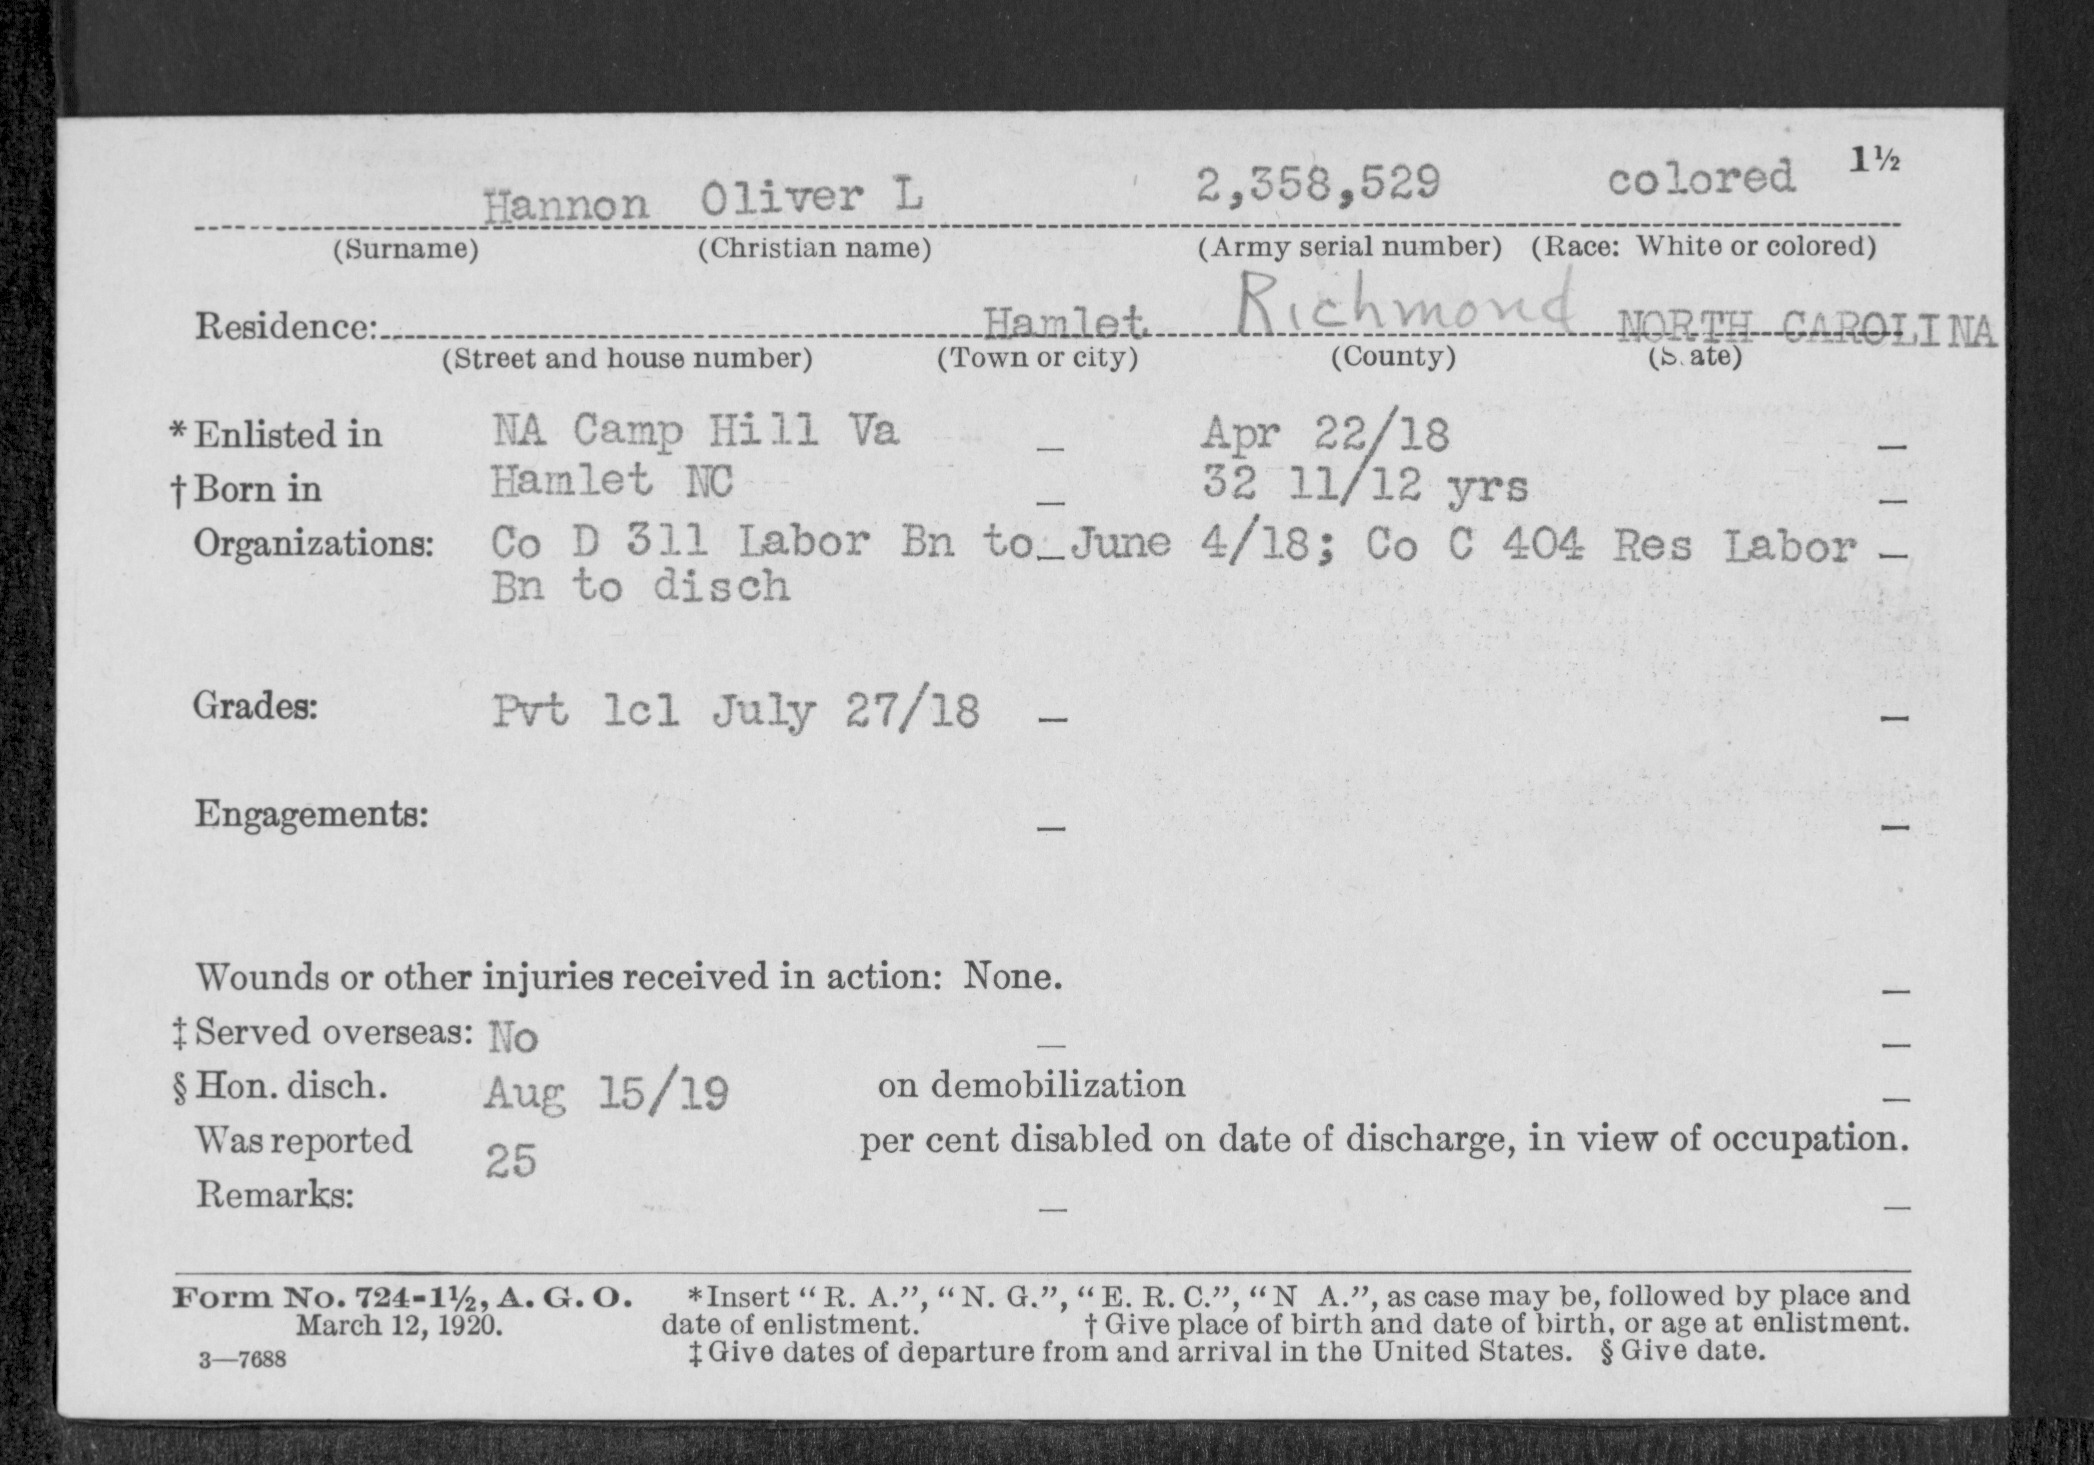 1½
Hannon Oliver L 2,358,529 colored
(Surname) (Christian name) (Army serial number) (Race: White or colored)
Residence: Hamlet Richmond NORTH CAROLINA
(Street and house number) (Town or city) (County) (S. ate)
* Enlisted in NA Camp Hill Va — Apr 22/18 —
† Born in Hamlet NC — 32 11/12 yrs —
Organizations: Co D 311 Labor Bn to — June 4/18; Co C 404 Res Labor —
Bn to disch
Grades: Pvt 1cl July 27/18 — —
Engagements: — —
Wounds or other injuries received in action: None. —
‡ Served overseas: No — —
§ Hon. disch. Aug 15/19 on demobilization —
Was reported 25 per cent disabled on date of discharge, in view of occupation.
Remarks: — —
Form No. 724-1½, A. G. O. * Insert “R. A.”, “N. G.”, “E. R. C.”, “N A.”, as case may be, followed by place and
March 12, 1920. date of enlistment. † Give place of birth and date of birth, or age at enlistment.
3—7688 ‡ Give dates of departure from and arrival in the United States. § Give date.